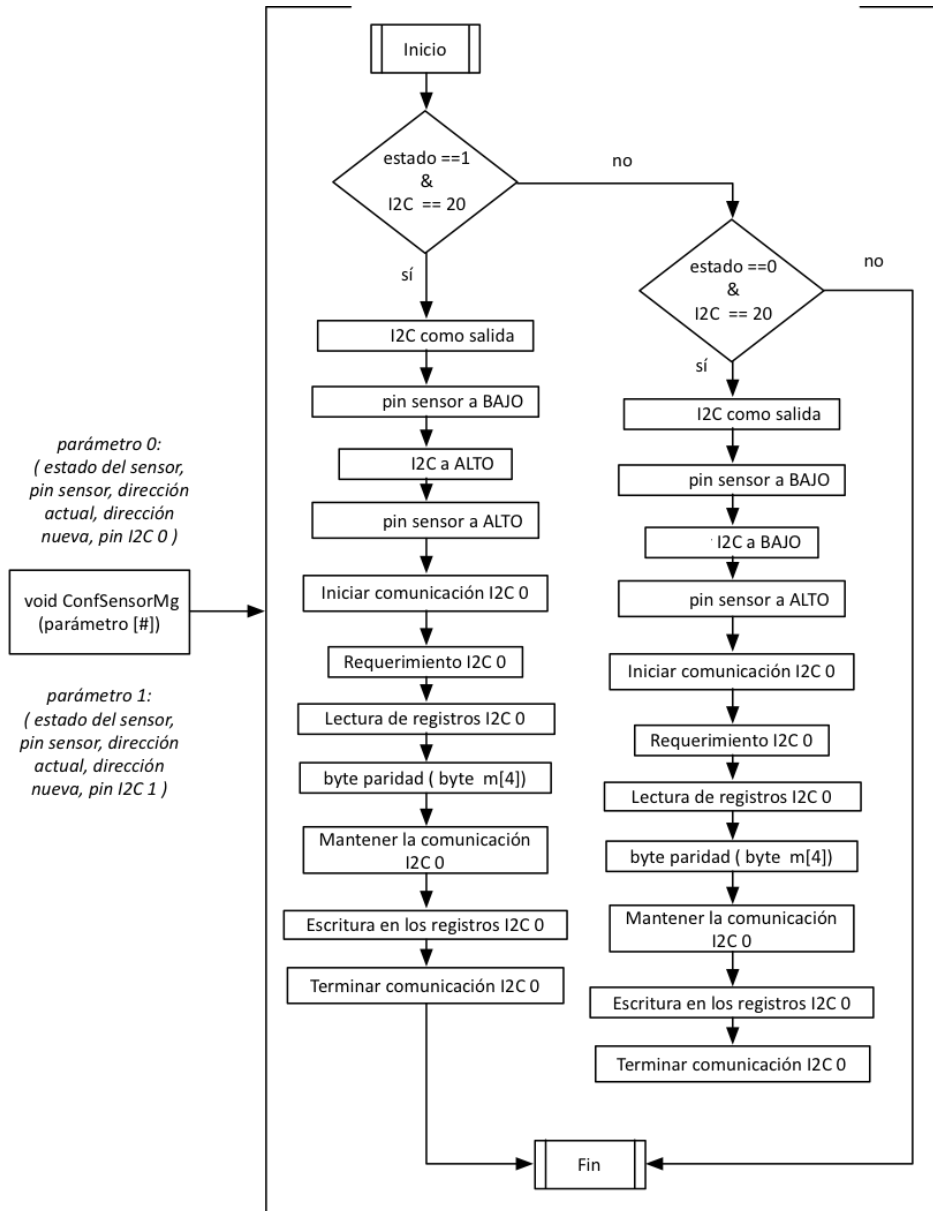 Inicio
estado ==1
&
I2C == 20
no
sí
estado ==0
&
I2C == 20
no
sí
I2C como salida
pin sensor a BAJO
I2C a ALTO
pin sensor a ALTO
Iniciar comunicación I2C 0
Requerimiento I2C 0
Lectura de registros I2C 0
byte paridad ( byte m[4])
Mantener la comunicación
I2C 0
Escritura en los registros I2C 0
Terminar comunicación I2C 0
I2C como salida
pin sensor a BAJO
I2C a BAJO
pin sensor a ALTO
Iniciar comunicación I2C 0
Requerimiento I2C 0
Lectura de registros I2C 0
byte paridad ( byte m[4])
Mantener la comunicación
I2C 0
Escritura en los registros I2C 0
Terminar comunicación I2C 0
Fin
parámetro 0:
( estado del sensor,
pin sensor, dirección
actual, dirección
nueva, pin I2C 0 )
void ConfSensorMg
(parámetro [#])
parámetro 1:
( estado del sensor,
pin sensor, dirección
actual, dirección
nueva, pin I2C 1 )